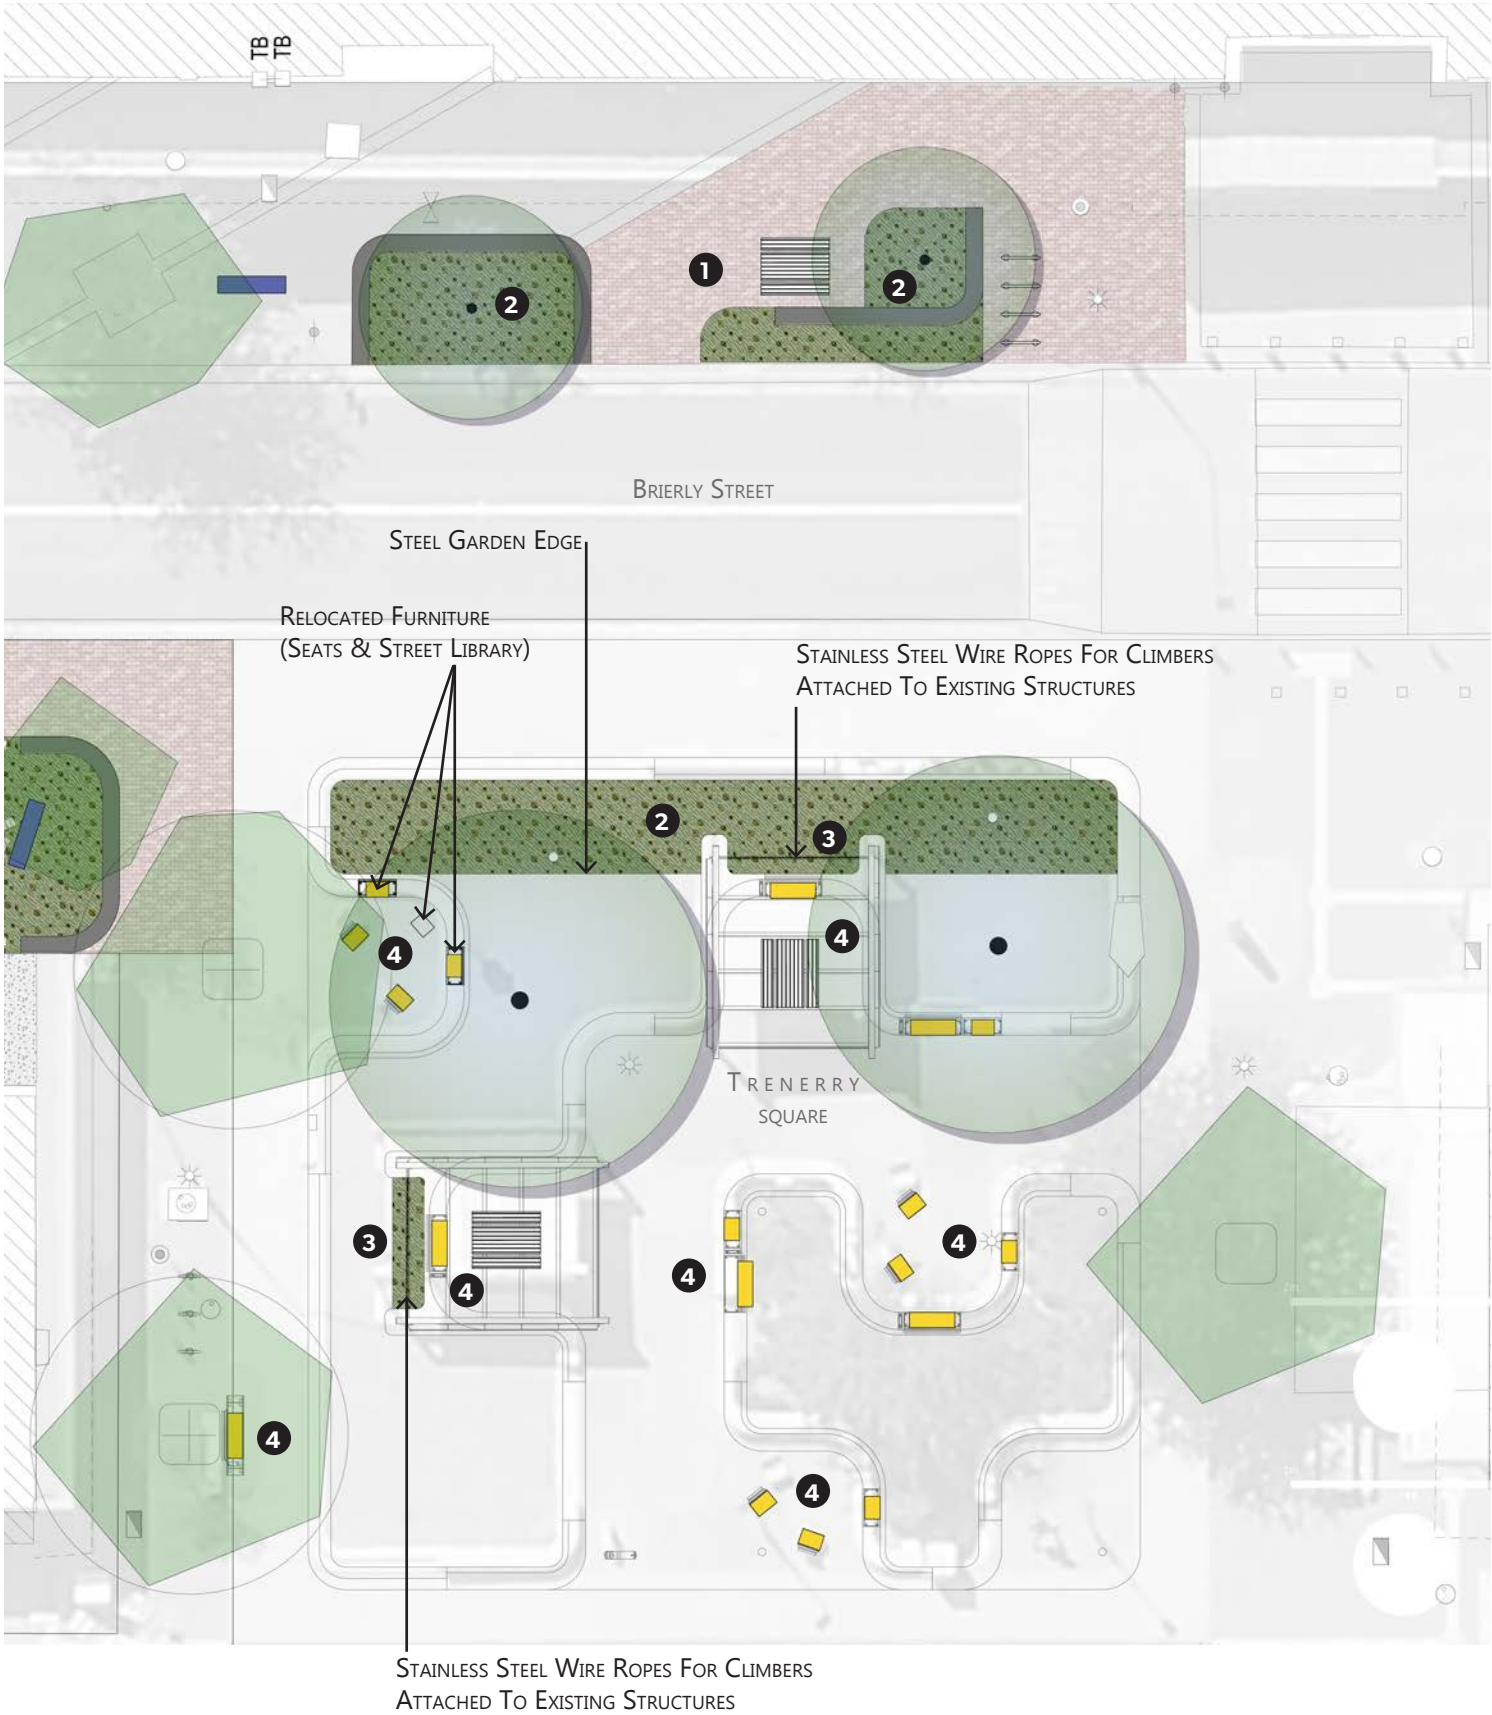 TB TB
1
2
2
Brierly Street
Steel Garden Edge
Relocated Furniture
(Seats & Street Library)
Stainless Steel Wire Ropes For Climbers
Attached To Existing Structures
2
3
4
4
Trenerry
square
3
4
4
4
4
4
Stainless Steel Wire Ropes For Climbers
Attached To Existing Structures